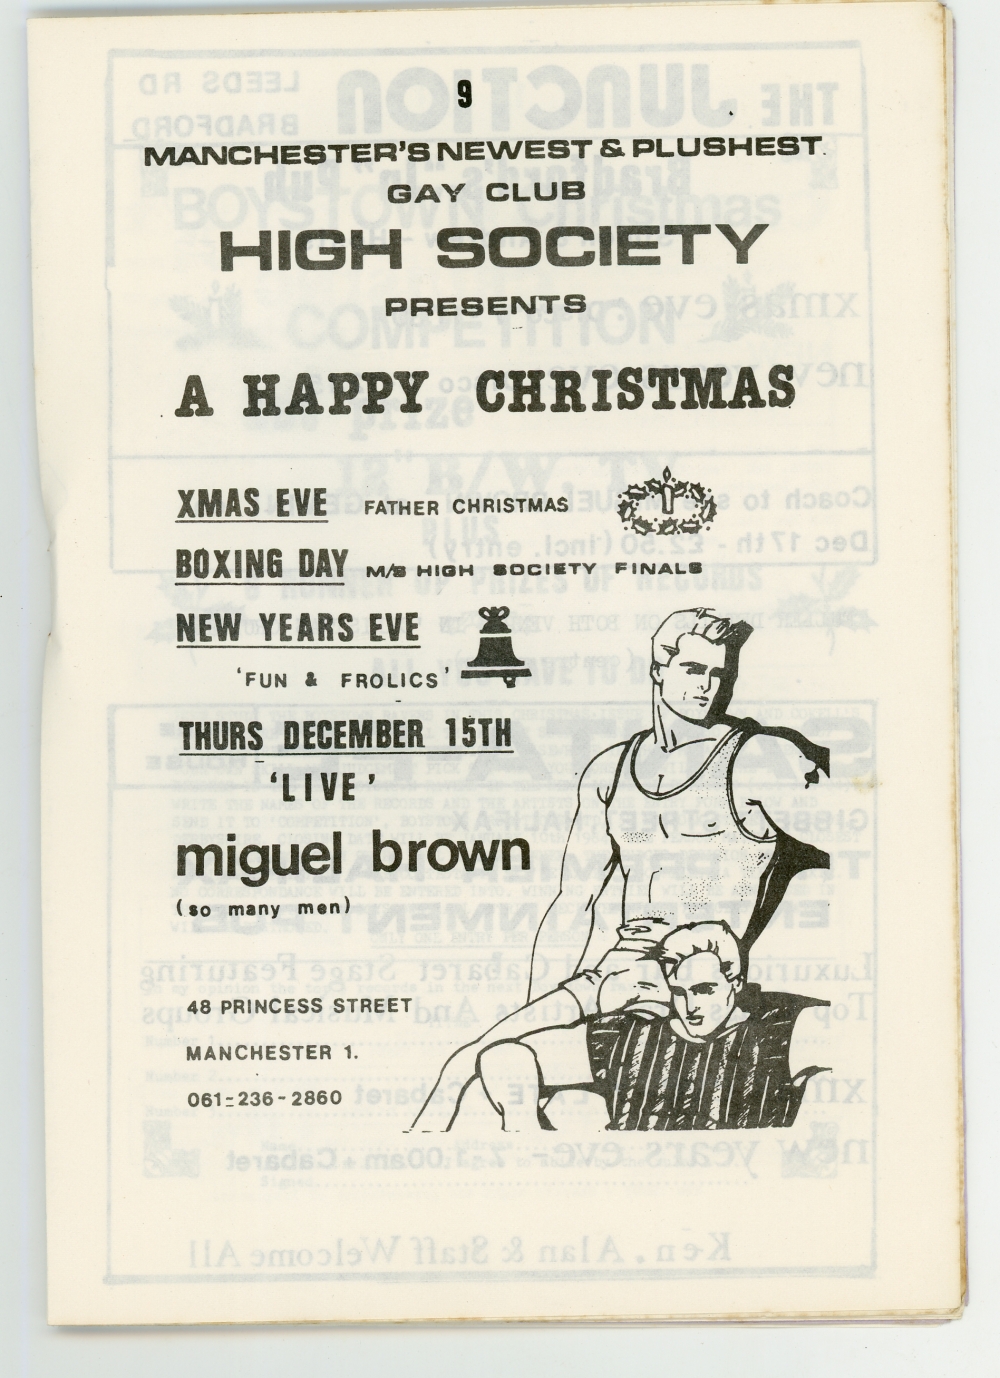 9
MANCHESTER'S NEWEST & PLUSHEST
GAY CLUB
HIGH SOCIETY
PRESENTS
A HAPPY CHRISTMAS
XMAS EVE FATHER CHRISTMAS
BOXING DAY M/S HIGH SOCIETY FINALS
NEW YEARS EVE
'FUN & FROLICS'
THURS DECEMBER 15TH
'LIVE'
miguel brown
(so many men)
48 PRINCESS STREET
MANCHESTER 1.
061-236-2860